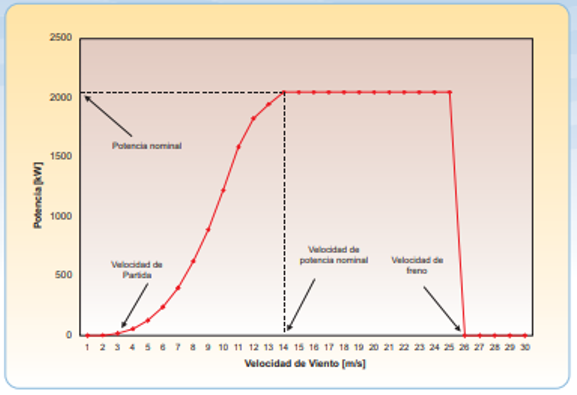 2500
2000
1500
1000
500
0
Potencia [kW]
Potencia nominal
Velocidad de
Partida
Velocidad de
potencia nominal
Velocidad de
freno
1 2 3 4 5 6 7 8 9 10 11 12 13 14 15 16 17 18 19 20 21 22 23 24 25 26 27 28 29 30
Velocidad de Viento [m/s]